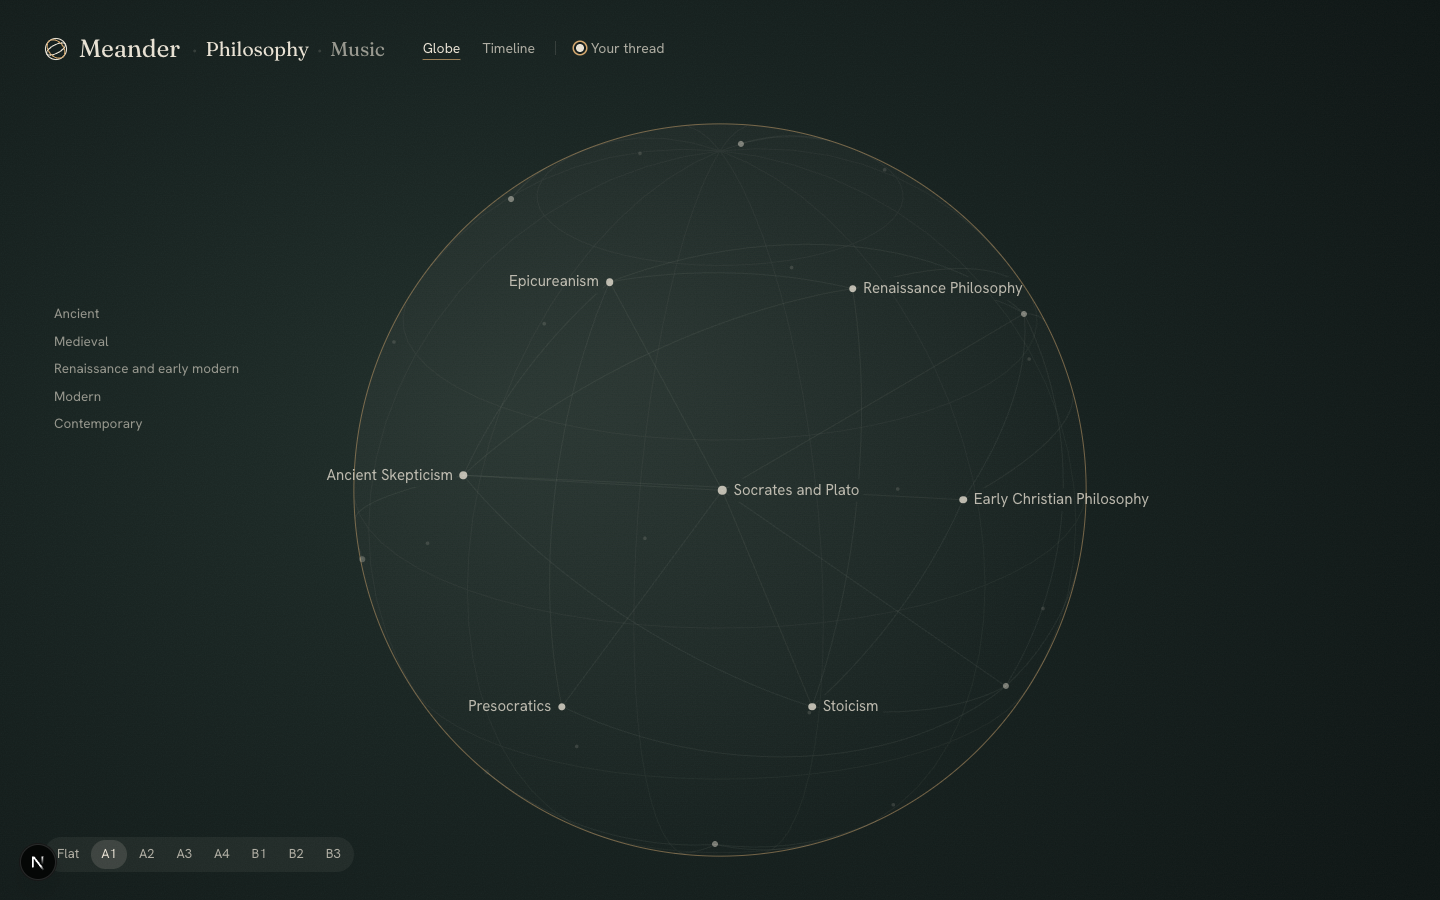 Meander · Philosophy · Music
Globe
Timeline
Your thread
Epicureanism
Renaissance Philosophy
Ancient
Medieval
Renaissance and early modern
Modern
Contemporary
Ancient Skepticism
Socrates and Plato
Early Christian Philosophy
Presocratics
Stoicism
N
Flat A1 A2 A3 A4 B1 B2 B3